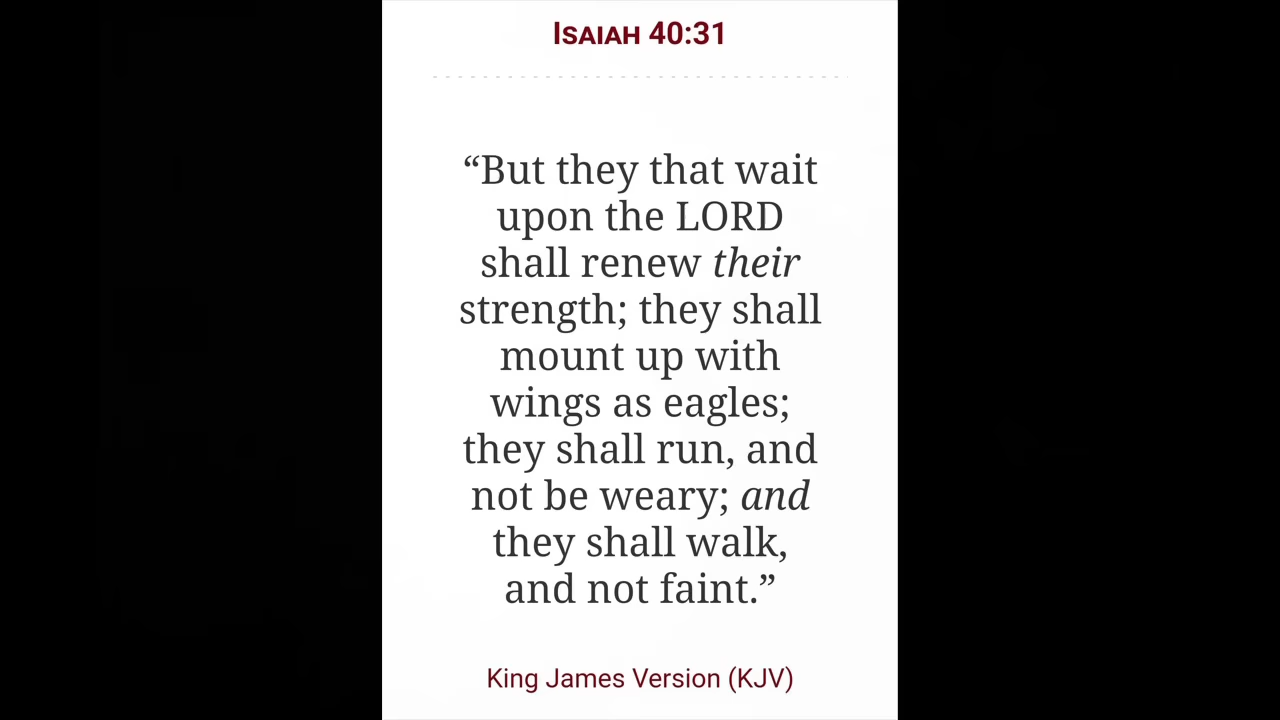 Isaiah 40:31
“But they that wait
upon the LORD
shall renew their
strength; they shall
mount up with
wings as eagles;
they shall run, and
not be weary; and
they shall walk,
and not faint.”
King James Version (KJV)